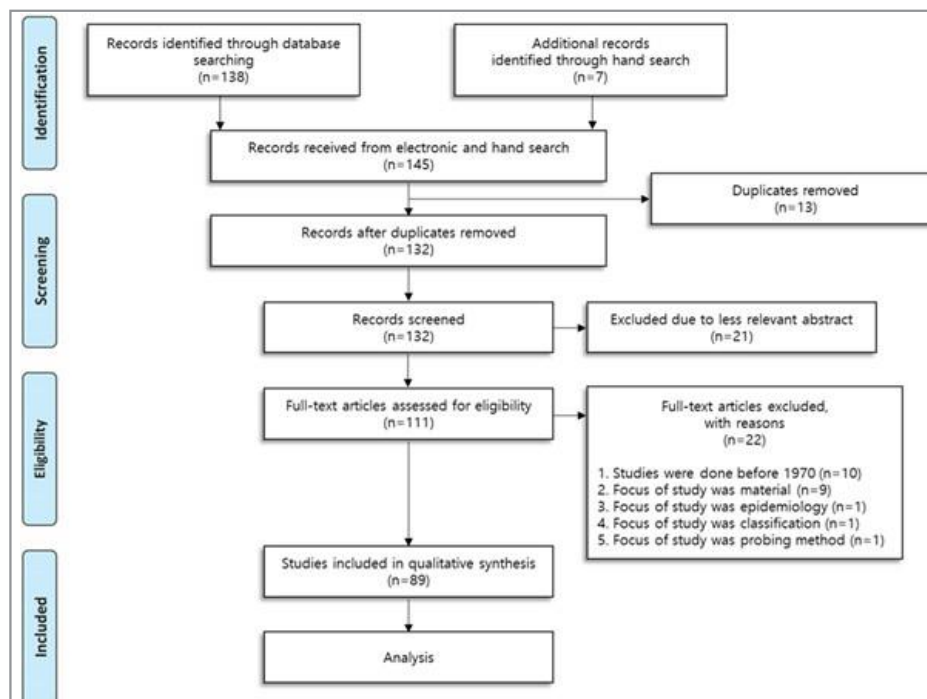 Identification
Records identified through database
searching
(n=138)
Additional records
identified through hand search
(n=7)
Records received from electronic and hand search
(n=145)
Screening
Duplicates removed
(n=13)
Records after duplicates removed
(n=132)
Records screened
(n=132)
Excluded due to less relevant abstract
(n=21)
Eligibility
Full-text articles assessed for eligibility
(n=111)
Full-text articles excluded,
with reasons
(n=22)
1. Studies were done before 1970 (n=10)
2. Focus of study was material (n=9)
3. Focus of study was epidemiology (n=1)
4. Focus of study was classification (n=1)
5. Focus of study was probing method (n=1)
Included
Studies included in qualitative synthesis
(n=89)
Analysis